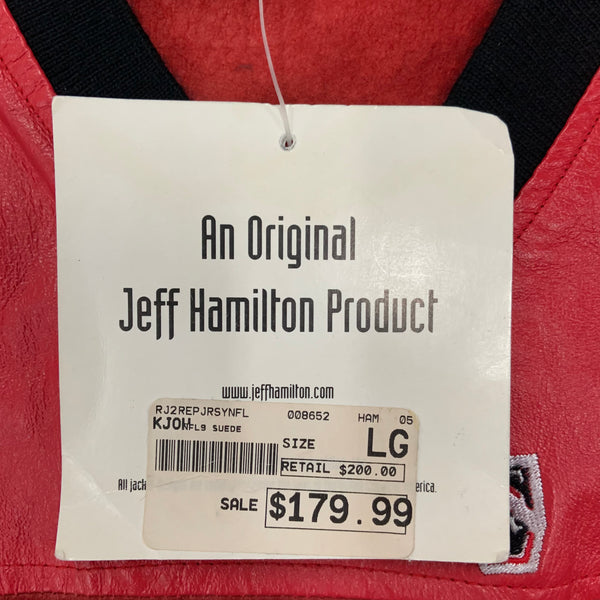 An Original
Jeff Hamilton Product
www.jeffhamilton.com
RJ2REPJRSYNFL 008652 HAM 05
KJOH NFL9 SUEDE
SIZE LG
RETAIL $200.00
All jack erica.
SALE $179.99